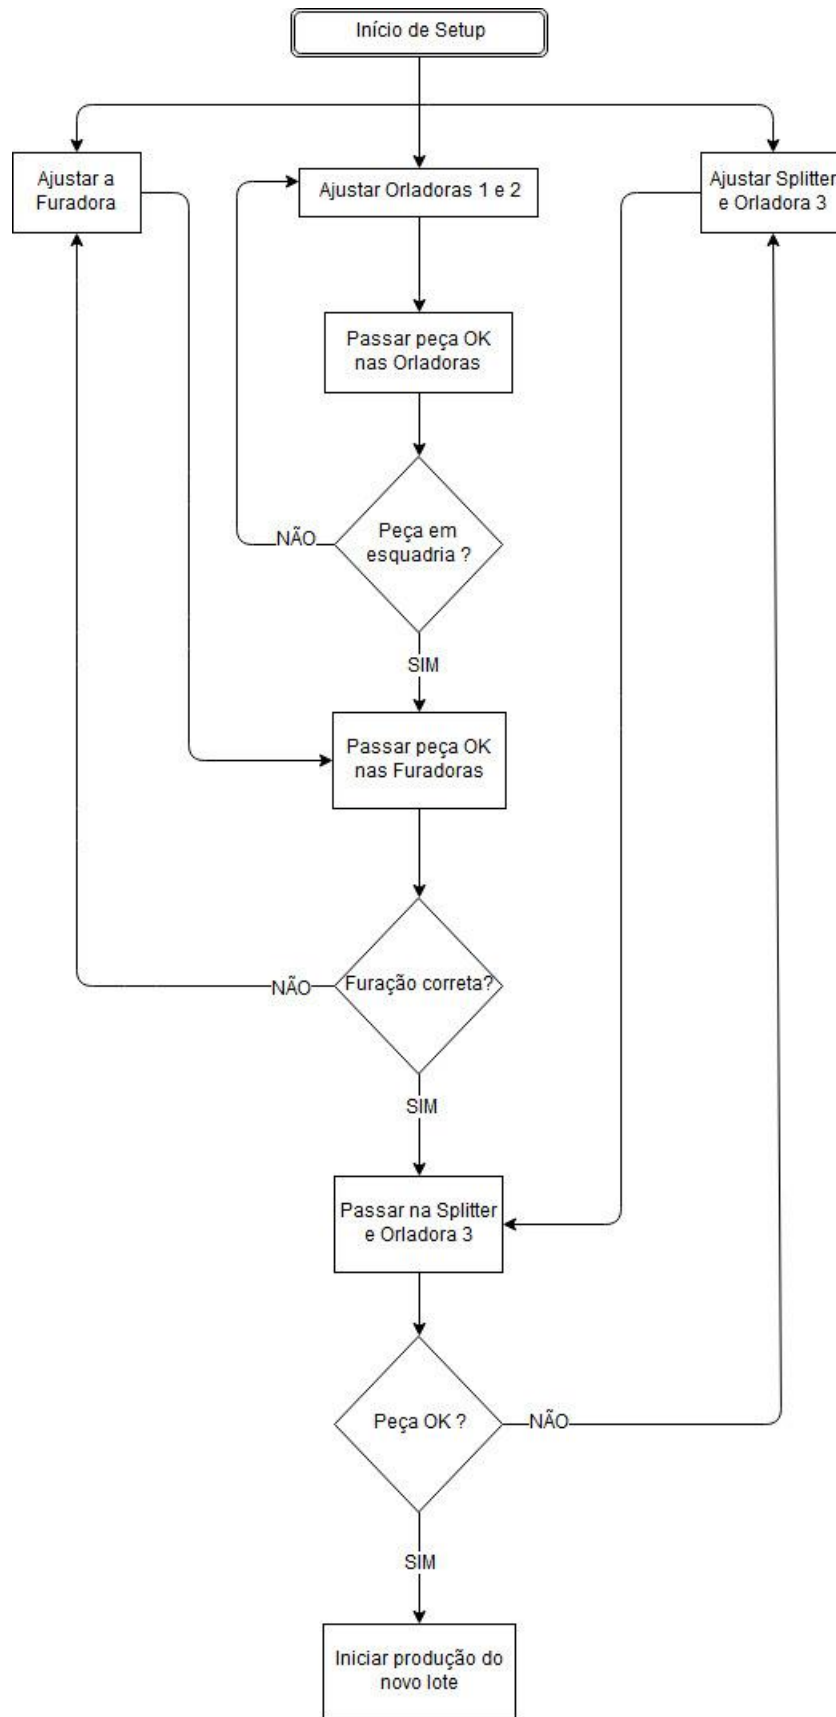 Início de Setup
Ajustar a
Furadora
Ajustar Orladoras 1 e 2
Ajustar Splitter
e Orladora 3
Passar peça OK
nas Orladoras
Peça em
esquadria ?
NÃO
SIM
Passar peça OK
nas Furadoras
Furação correta?
NÃO
SIM
Passar na Splitter
e Orladora 3
Peça OK ?
NÃO
SIM
Iniciar produção do
novo lote